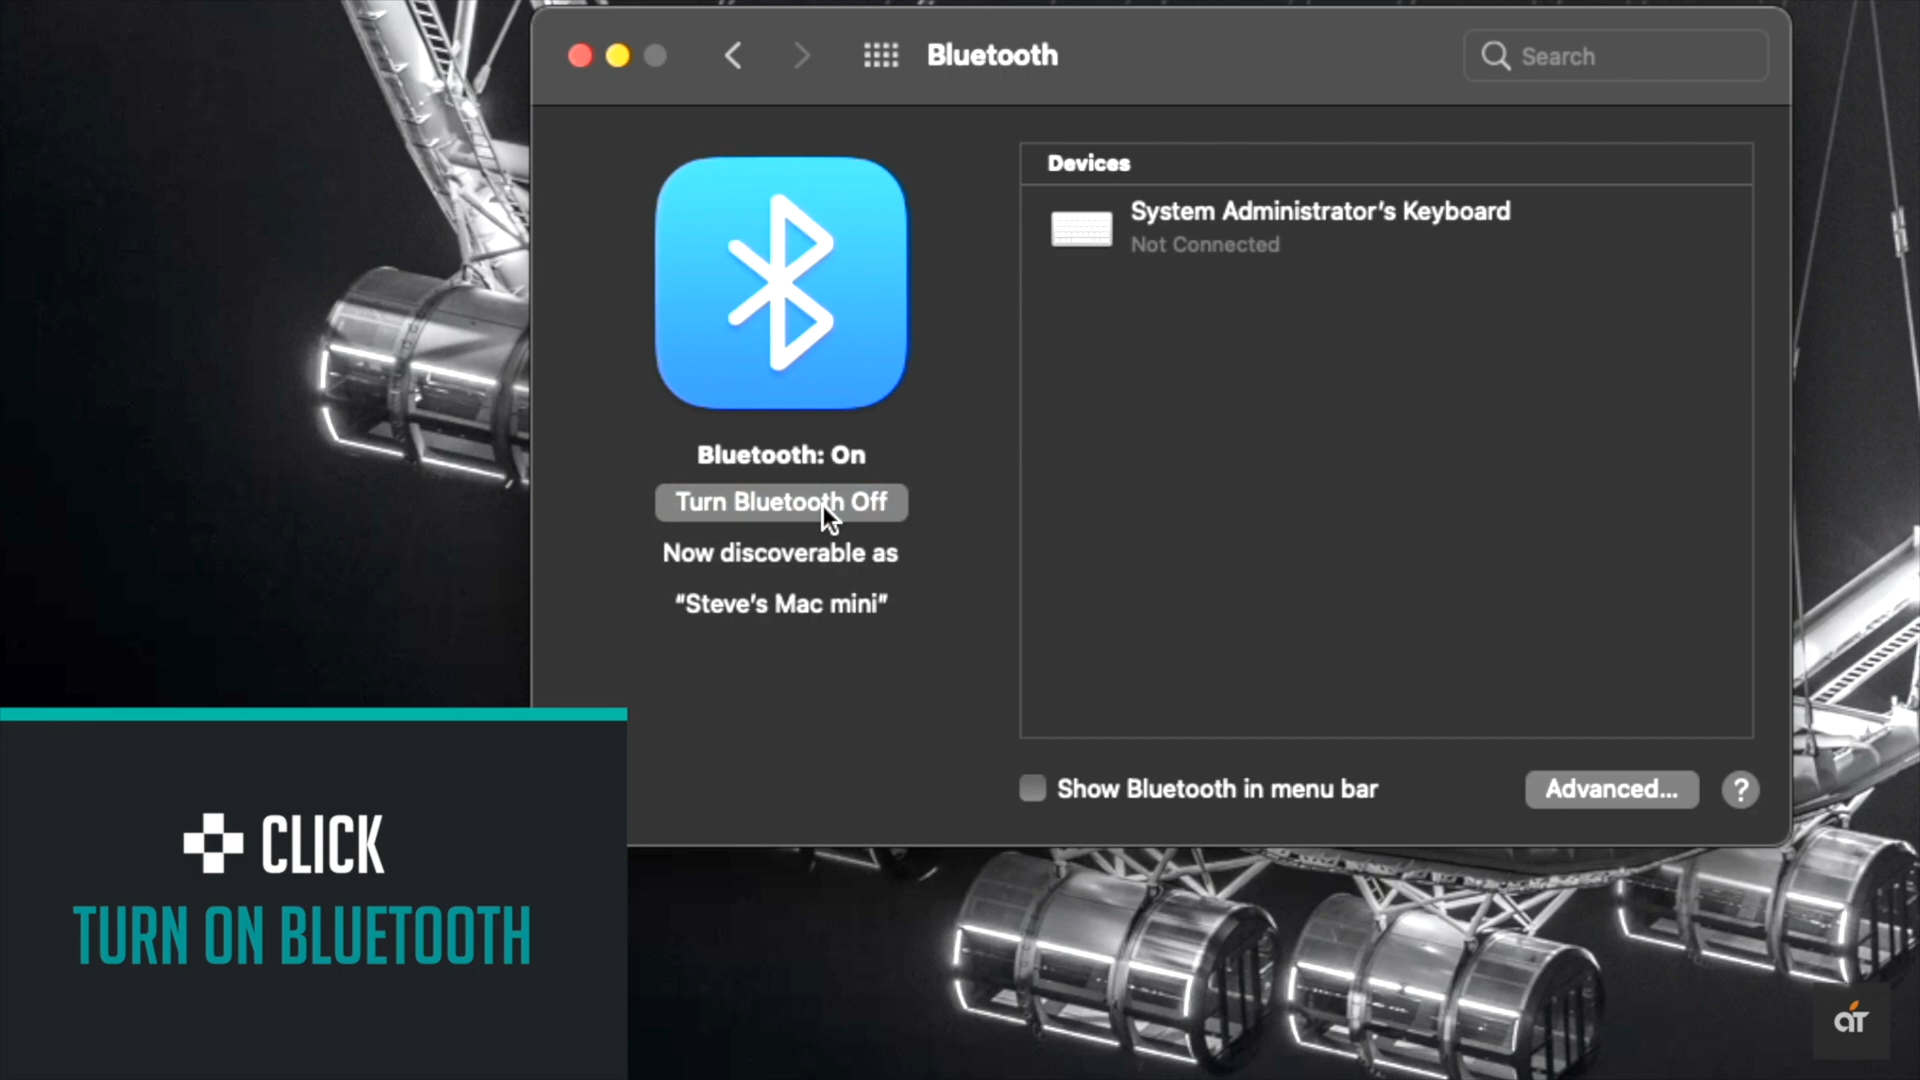 Bluetooth
Search
Devices
System Administrator's Keyboard
Not Connected
Bluetooth: On
Turn Bluetooth Off
Now discoverable as
“Steve's Mac mini”
Show Bluetooth in menu bar
Advanced...
?
CLICK
TURN ON BLUETOOTH
aT